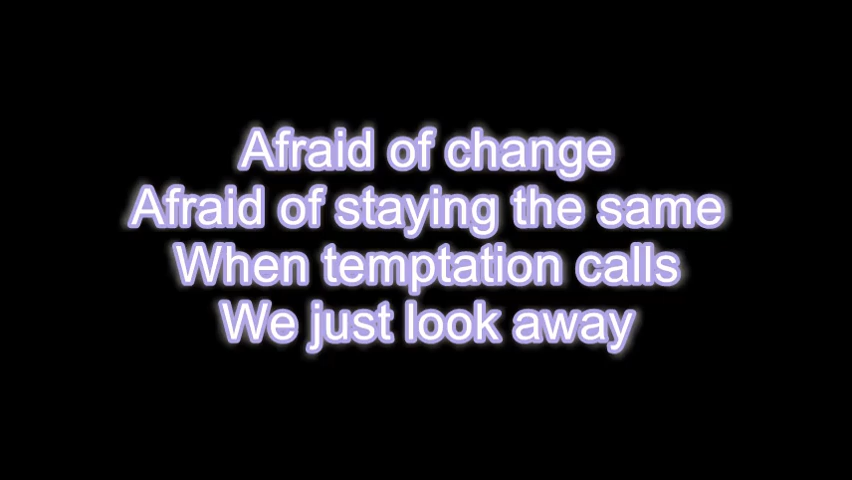 Afraid of change
Afraid of staying the same
When temptation calls
We just look away